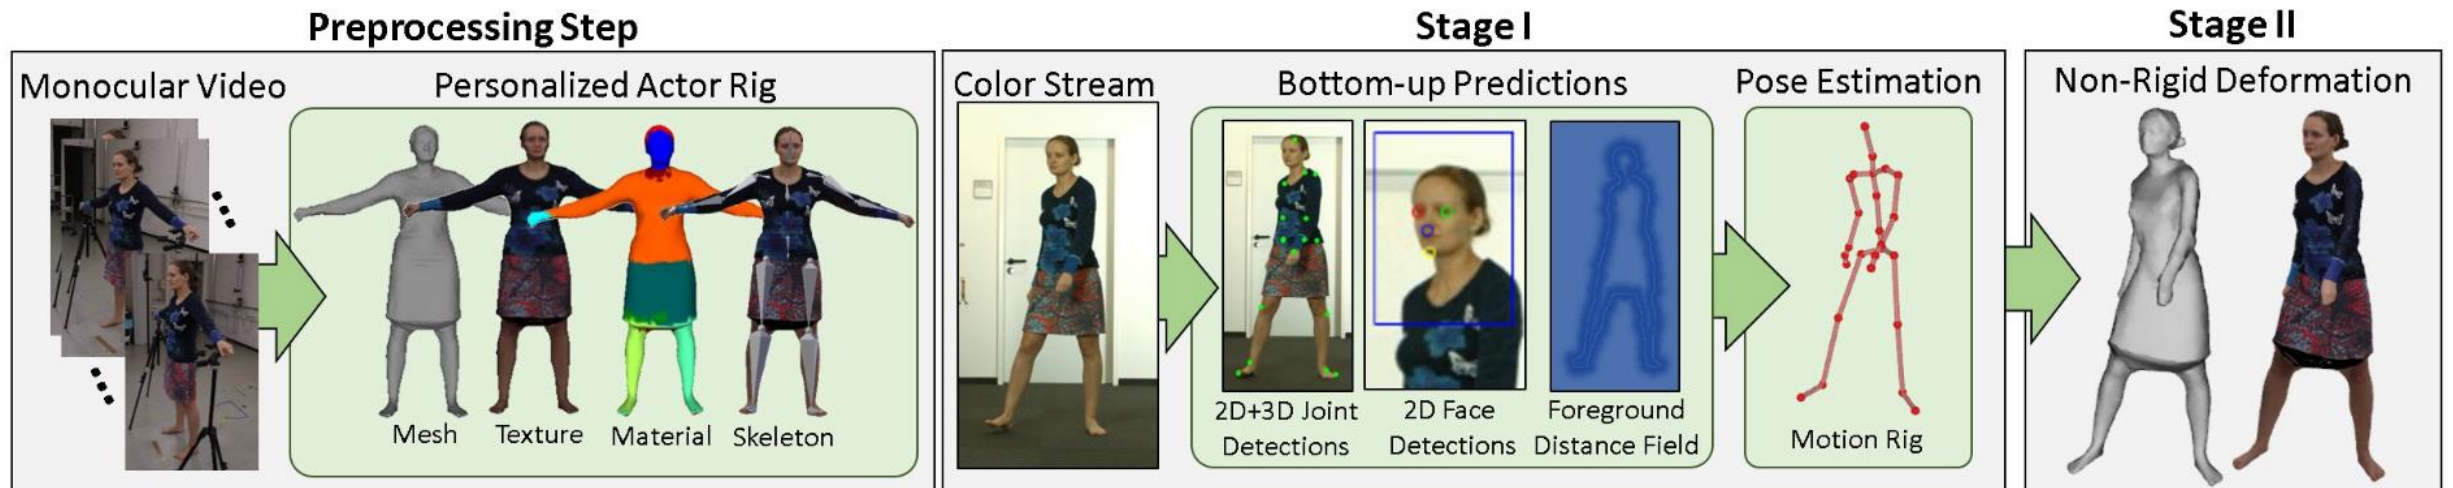 Preprocessing Step
Monocular Video
Personalized Actor Rig
Mesh
Texture
Material
Skeleton
Stage I
Color Stream
Bottom-up Predictions
Pose Estimation
2D+3D Joint
Detections
2D Face
Detections
Foreground
Distance Field
Motion Rig
Stage II
Non-Rigid Deformation